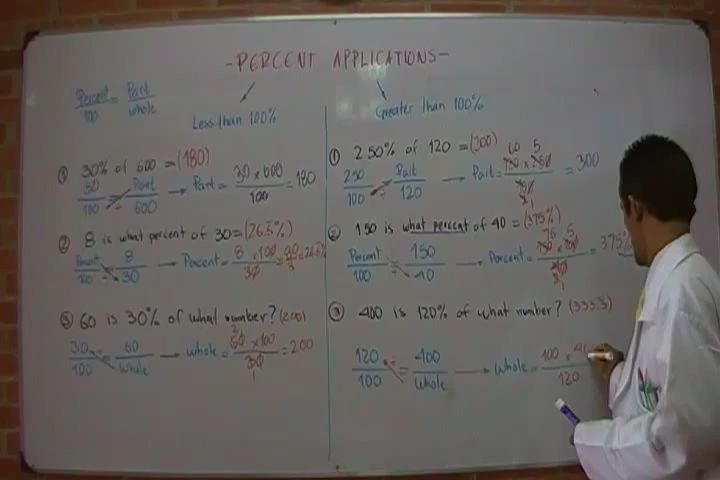 -PERCENT APPLICATIONS-
Percent/100 = Part/whole
Less than 100%
① 30% of 600 = (180)
30/100 = Part/600 → Part = 30 × 600/100 = 180
② 8 is what percent of 30 = (26.6%)
Percent/100 = 8/30 → Percent = 8 × 100/30 = 80/3 = 26.6%
③ 60 is 30% of what number? (200)
30/100 = 60/Whole → whole = 60 × 100/30 = 200
Greater than 100%
① 250% of 120 = (300)
250/100 = Part/120 → Part =
= 300
② 150 is what percent of 40 = (375%)
Percent/100 = 150/40 → Percent =
= 375%
③ 400 is 120% of what number? (333.3)
120/100 = 400/Whole → Whole = 100 × 4/120